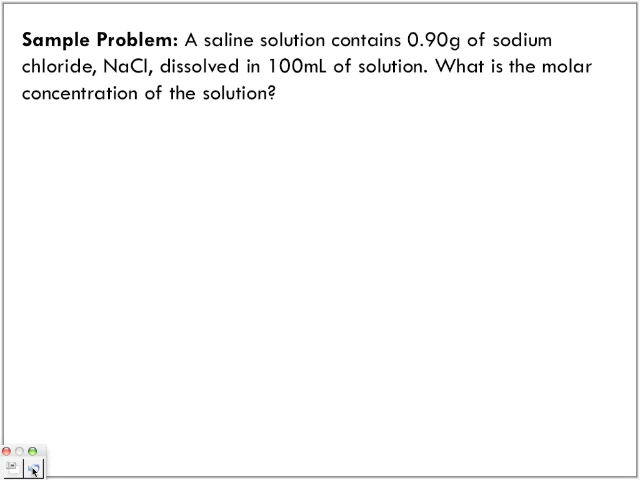 Sample Problem: A saline solution contains 0.90g of sodium
chloride, NaCl, dissolved in 100mL of solution. What is the molar
concentration of the solution?